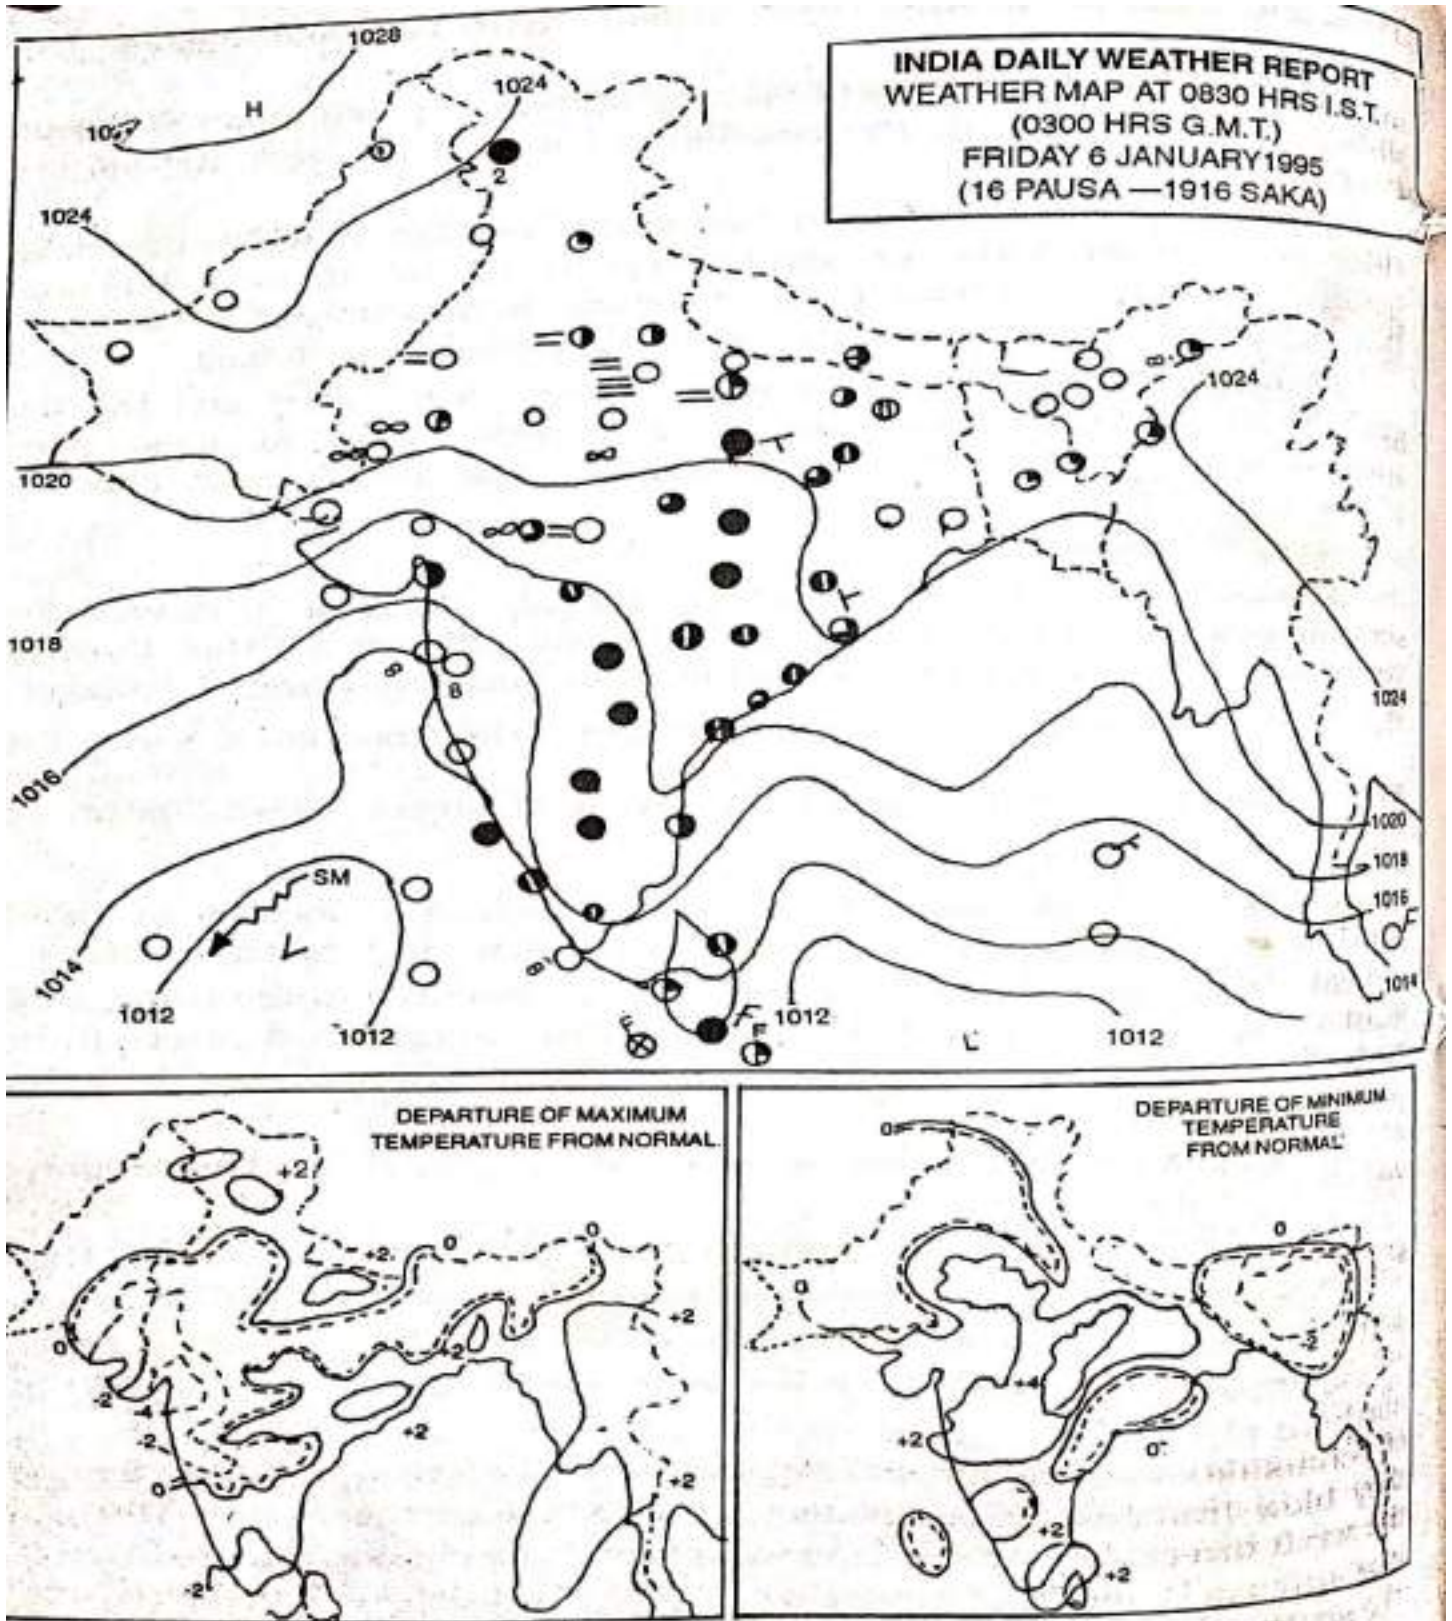 INDIA DAILY WEATHER REPORT
WEATHER MAP AT 0830 HRS I.S.T.
(0300 HRS G.M.T.)
FRIDAY 6 JANUARY 1995
(16 PAUSA —1916 SAKA)
1028
H
1024
2
1024
1024
1020
1018
1016
1014
1012
SM
L
1012
1012
L
1012
1024
1020
1018
1016
1014
F
F
F
F
DEPARTURE OF MAXIMUM
TEMPERATURE FROM NORMAL
+2
+2
0
0
+2
0
+2
-2
-4
-2
+2
0
+2
-2
DEPARTURE OF MINIMUM
TEMPERATURE
FROM NORMAL
0
0
0
-2
+4
+2
0
+2
+2